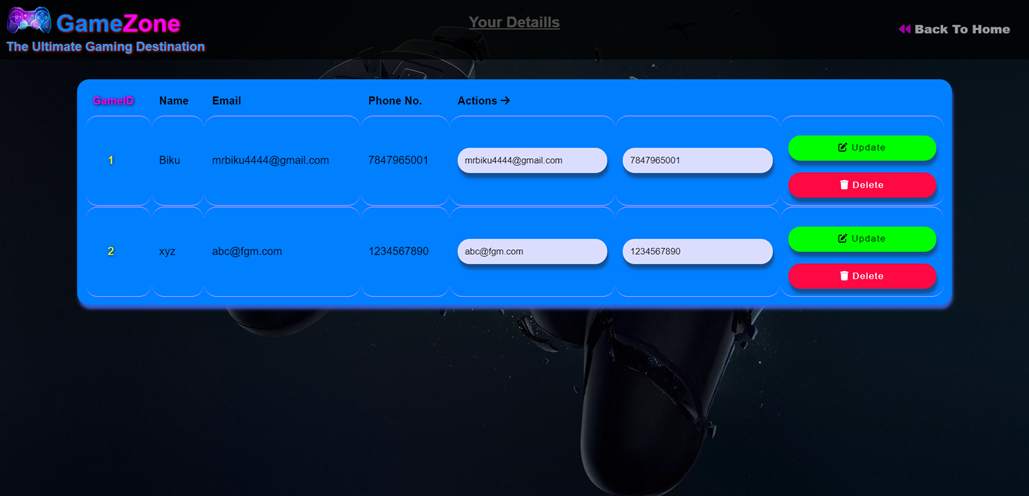 GameZone
The Ultimate Gaming Destination
Your Detaills
Back To Home
GameID Name Email Phone No. Actions
1 Biku mrbiku4444@gmail.com 7847965001 mrbiku4444@gmail.com 7847965001 Update
Delete
2 xyz abc@fgm.com 1234567890 abc@fgm.com 1234567890 Update
Delete